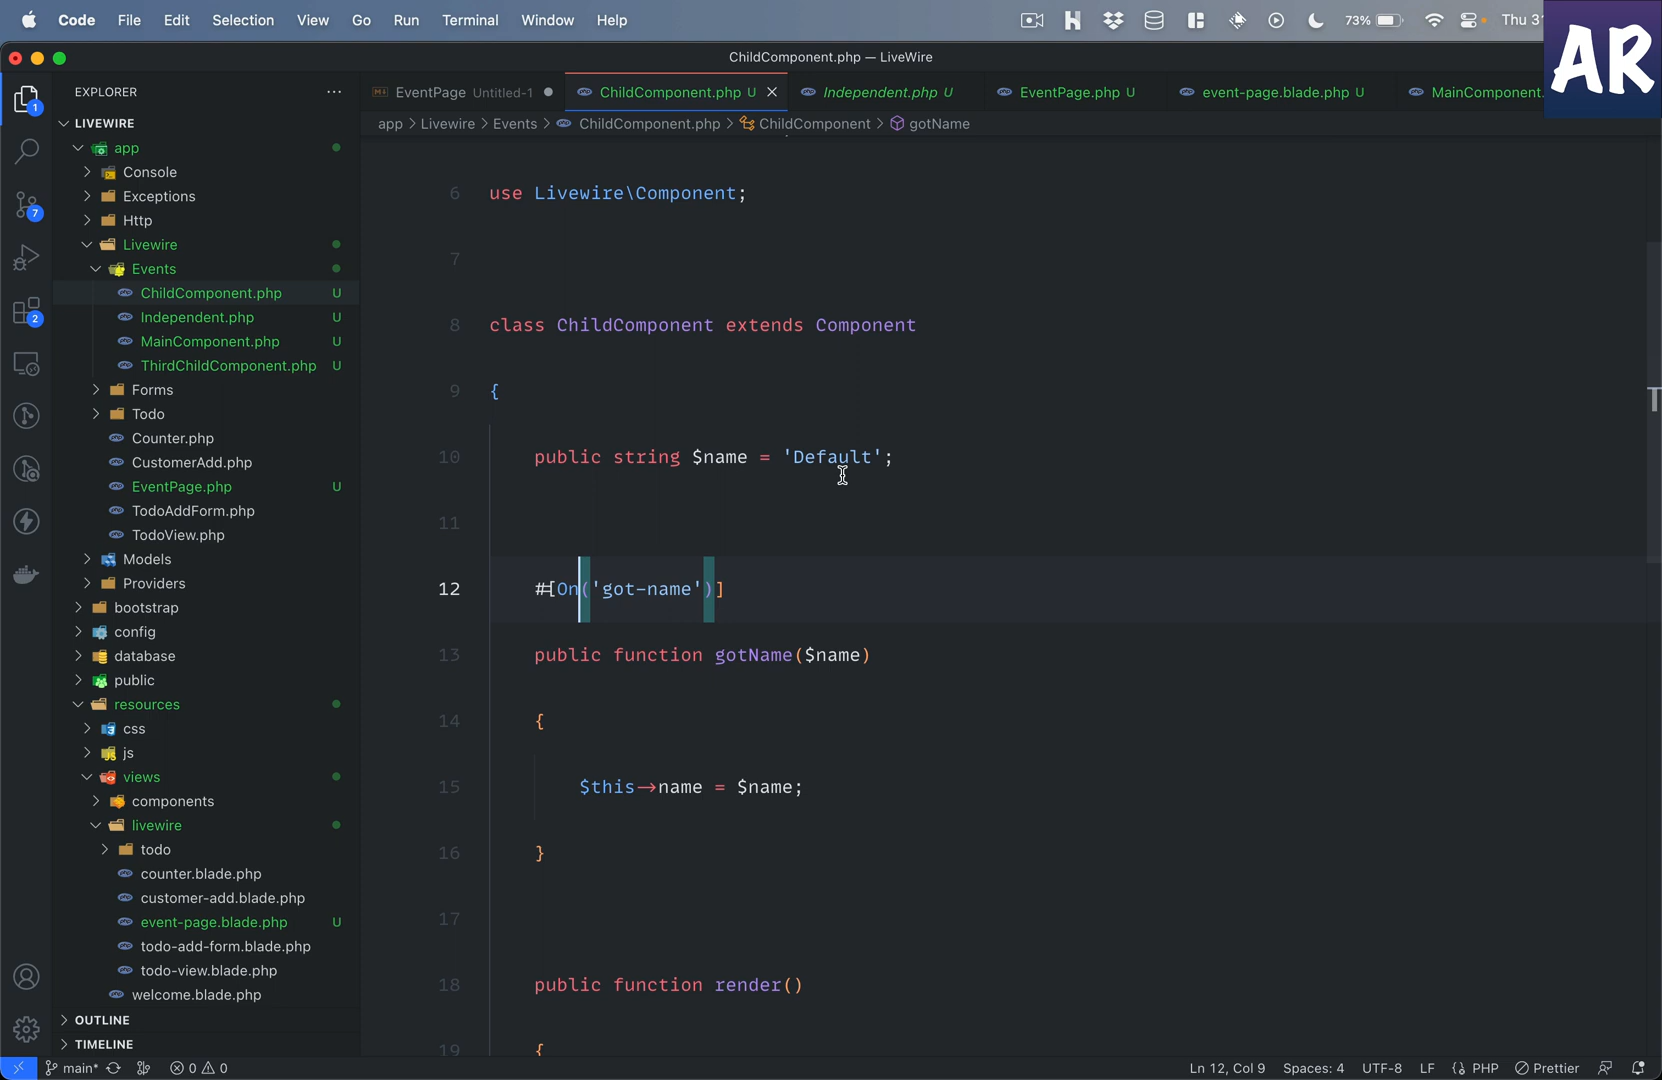 Code File Edit Selection View Go Run Terminal Window Help 73% Thu 3
AR
ChildComponent.php — LiveWire
EXPLORER
EventPage Untitled-1 ChildComponent.php U Independent.php U EventPage.php U event-page.blade.php U MainComponent.
app > Livewire > Events > ChildComponent.php > ChildComponent > gotName
LIVEWIRE
app
Console
Exceptions
Http
Livewire
Events
ChildComponent.php U
Independent.php U
MainComponent.php U
ThirdChildComponent.php U
Forms
Todo
Counter.php
CustomerAdd.php
EventPage.php U
TodoAddForm.php
TodoView.php
Models
Providers
bootstrap
config
database
public
resources
css
js
views
components
livewire
todo
counter.blade.php
customer-add.blade.php
event-page.blade.php U
todo-add-form.blade.php
todo-view.blade.php
welcome.blade.php
OUTLINE
TIMELINE
1
7
2
6 use Livewire\Component;
7
8 class ChildComponent extends Component
9 {
10 public string $name = 'Default';
11
12 #[On('got-name')]
13 public function gotName($name)
14 {
15 $this->name = $name;
16 }
17
18 public function render()
19 {
main* 0 0 Ln 12, Col 9 Spaces: 4 UTF-8 LF PHP Prettier